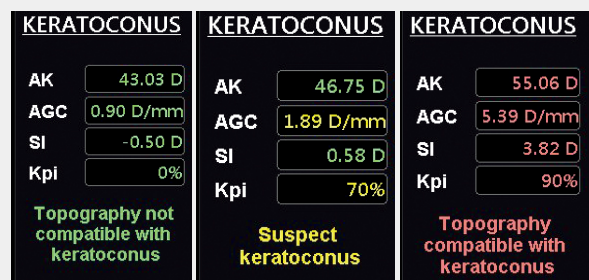 KERATOCONUS
AK 43.03 D
AGC 0.90 D/mm
SI -0.50 D
Kpi 0%
Topography not
compatible with
keratoconus
KERATOCONUS
AK 46.75 D
AGC 1.89 D/mm
SI 0.58 D
Kpi 70%
Suspect
keratoconus
KERATOCONUS
AK 55.06 D
AGC 5.39 D/mm
SI 3.82 D
Kpi 90%
Topography
compatible with
keratoconus